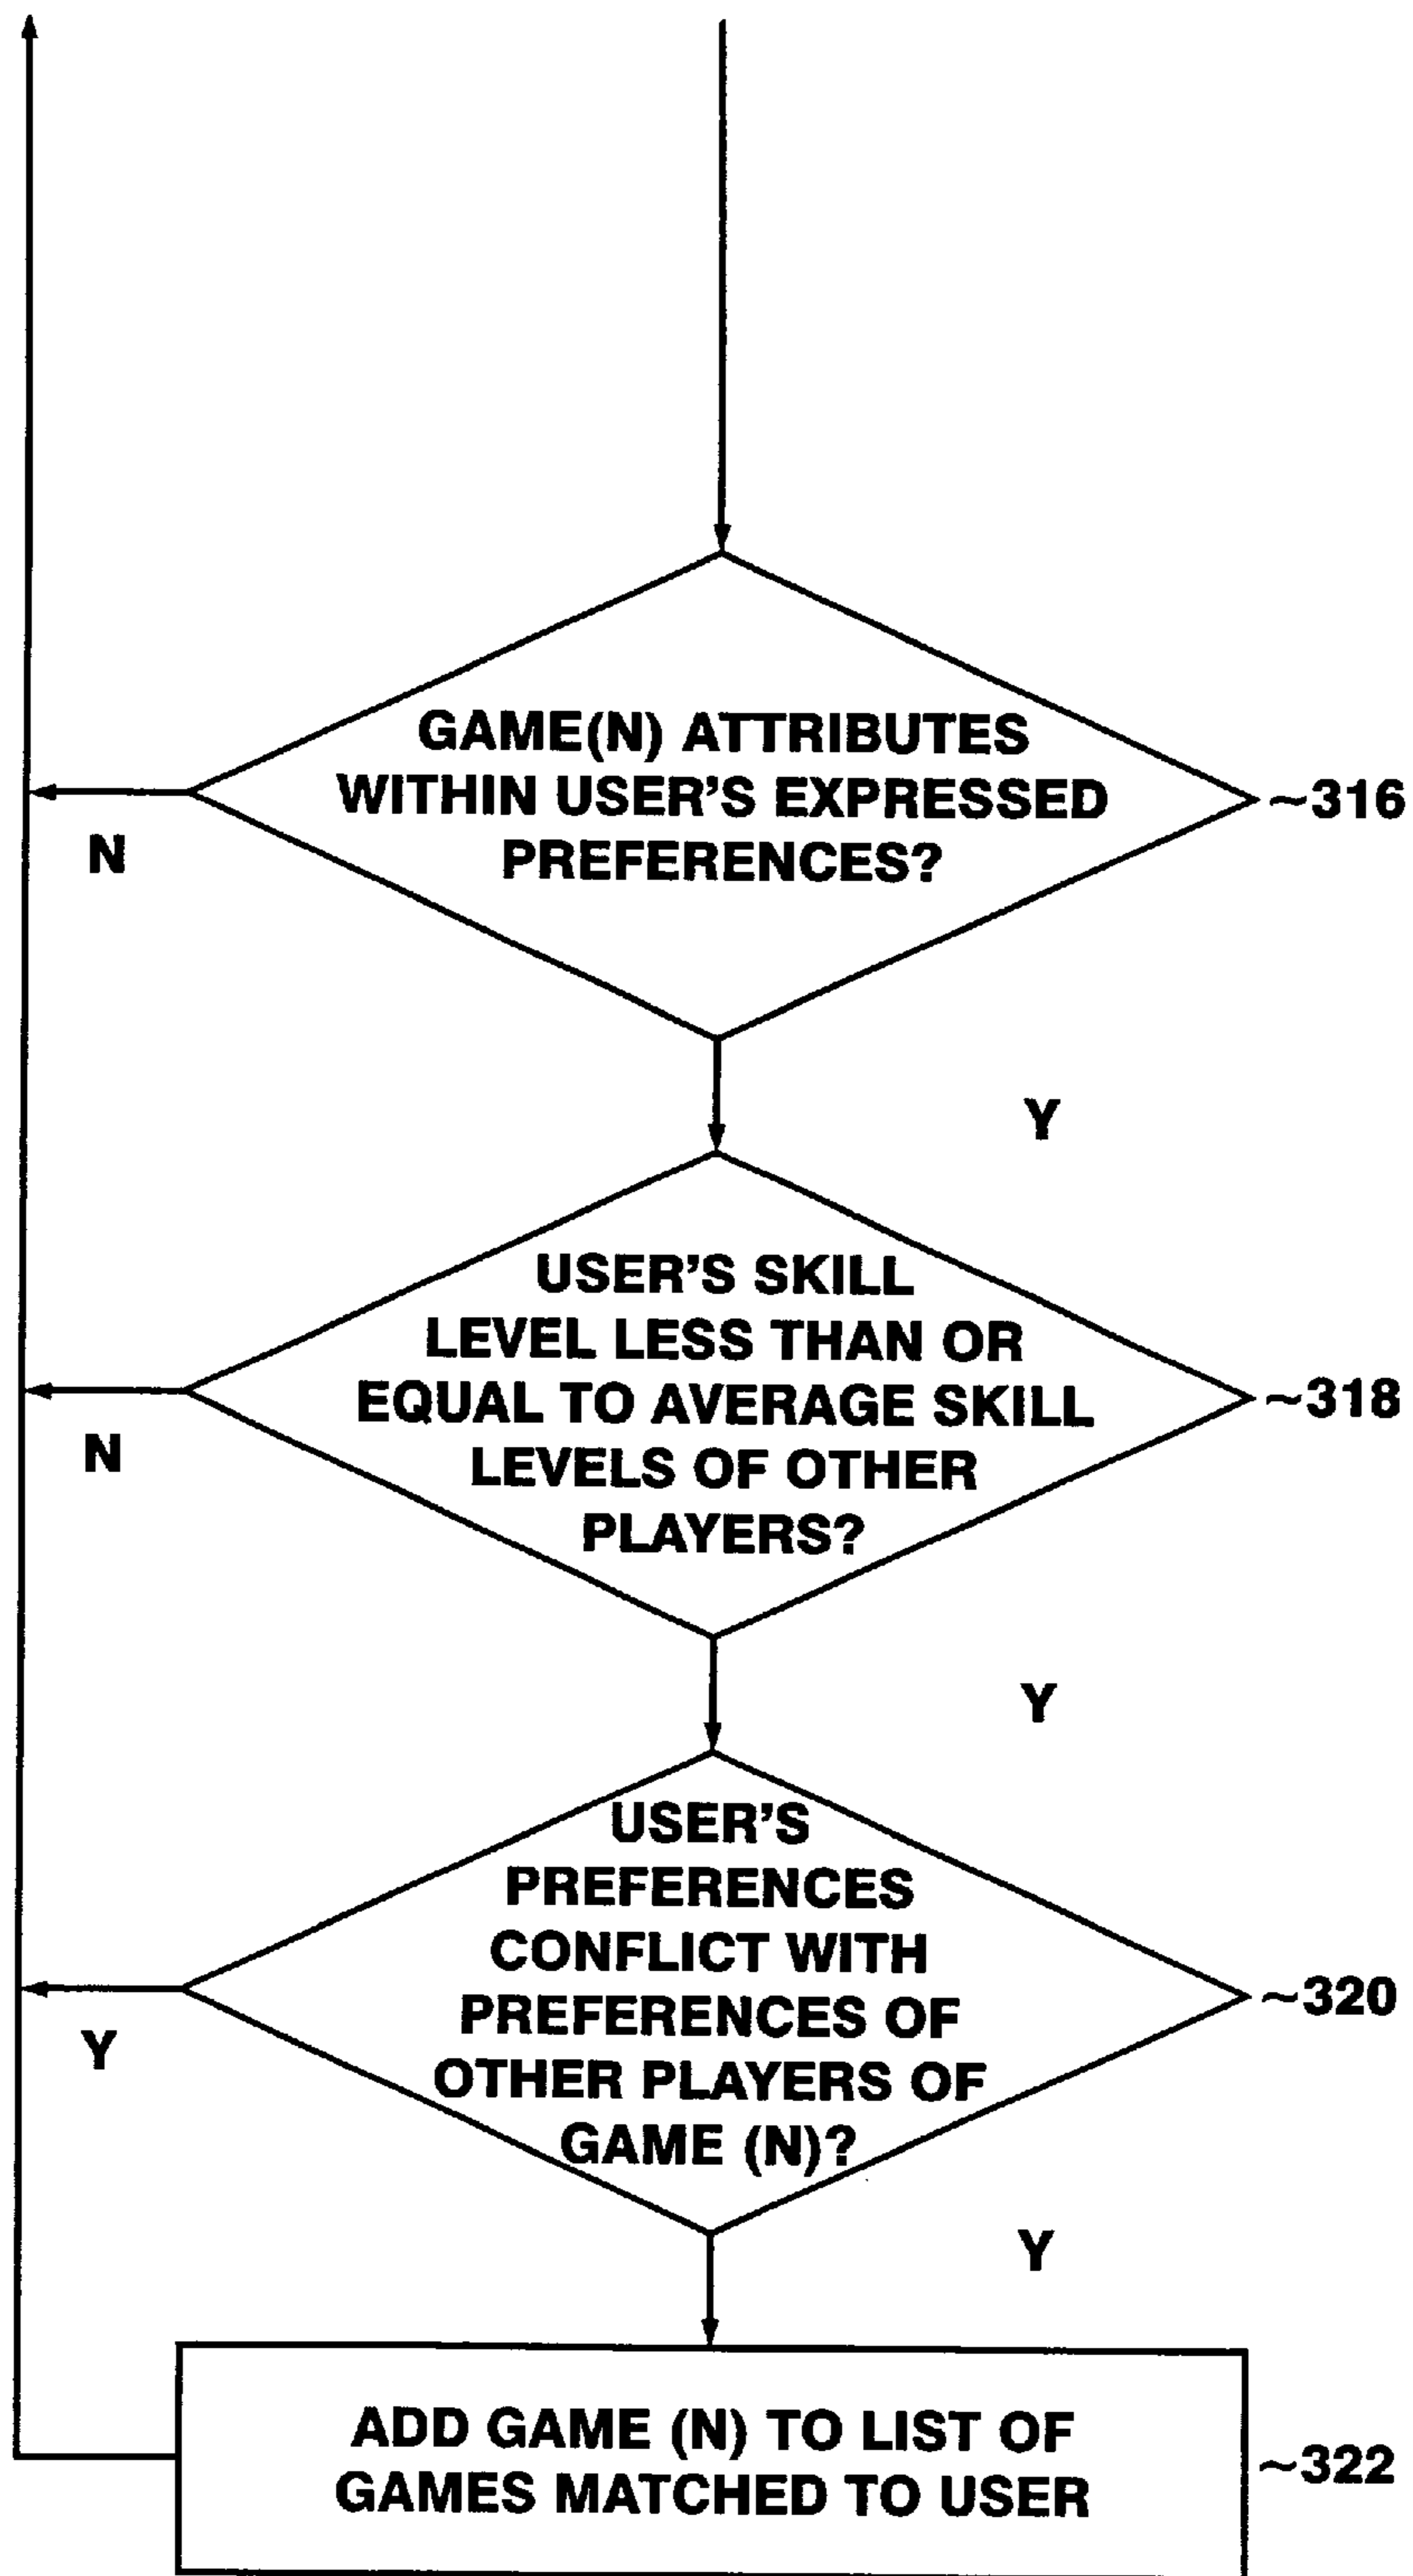 GAME(N) ATTRIBUTES
WITHIN USER'S EXPRESSED
PREFERENCES?
~316
N
Y
USER'S SKILL
LEVEL LESS THAN OR
EQUAL TO AVERAGE SKILL
LEVELS OF OTHER
PLAYERS?
~318
N
Y
USER'S
PREFERENCES
CONFLICT WITH
PREFERENCES OF
OTHER PLAYERS OF
GAME (N)?
~320
Y
Y
ADD GAME (N) TO LIST OF
GAMES MATCHED TO USER
~322